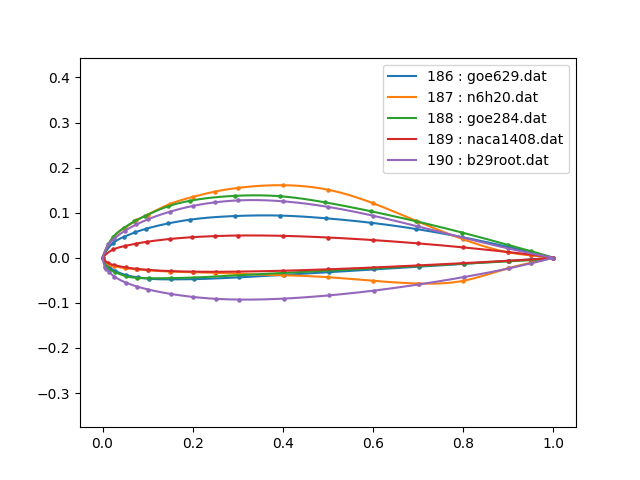 0.4
0.3
0.2
0.1
0.0
−0.1
−0.2
−0.3
0.0 0.2 0.4 0.6 0.8 1.0
186 : goe629.dat
187 : n6h20.dat
188 : goe284.dat
189 : naca1408.dat
190 : b29root.dat